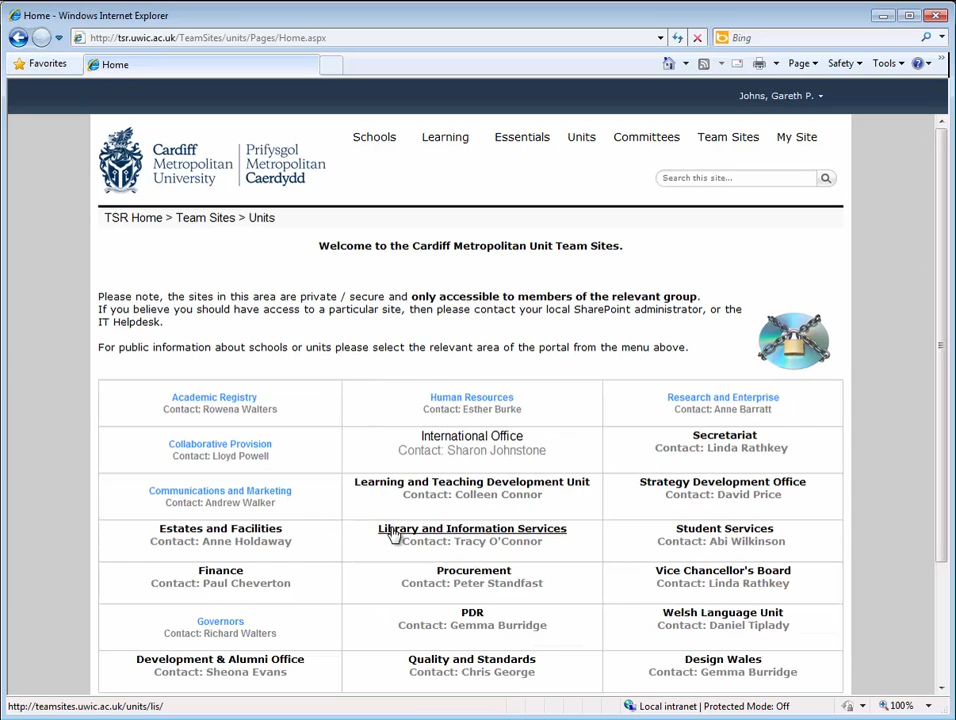 Home - Windows Internet Explorer
http://tsr.uwic.ac.uk/TeamSites/units/Pages/Home.aspx
Bing
Favorites
Home
Page
Safety
Tools
Johns, Gareth P.
Cardiff Metropolitan University
Prifysgol Metropolitan Caerdydd
Schools Learning Essentials Units Committees Team Sites My Site
Search this site...
TSR Home > Team Sites > Units
Welcome to the Cardiff Metropolitan Unit Team Sites.
Please note, the sites in this area are private / secure and only accessible to members of the relevant group.
If you believe you should have access to a particular site, then please contact your local SharePoint administrator, or the
IT Helpdesk.
For public information about schools or units please select the relevant area of the portal from the menu above.
Academic Registry
Contact: Rowena Walters
Human Resources
Contact: Esther Burke
Research and Enterprise
Contact: Anne Barratt
Collaborative Provision
Contact: Lloyd Powell
International Office
Contact: Sharon Johnstone
Secretariat
Contact: Linda Rathkey
Communications and Marketing
Contact: Andrew Walker
Learning and Teaching Development Unit
Contact: Colleen Connor
Strategy Development Office
Contact: David Price
Estates and Facilities
Contact: Anne Holdaway
Library and Information Services
Contact: Tracy O'Connor
Student Services
Contact: Abi Wilkinson
Finance
Contact: Paul Cheverton
Procurement
Contact: Peter Standfast
Vice Chancellor's Board
Contact: Linda Rathkey
Governors
Contact: Richard Walters
PDR
Contact: Gemma Burridge
Welsh Language Unit
Contact: Daniel Tiplady
Development & Alumni Office
Contact: Sheona Evans
Quality and Standards
Contact: Chris George
Design Wales
Contact: Gemma Burridge
http://teamsites.uwic.ac.uk/units/lis/
Local intranet | Protected Mode: Off
100%